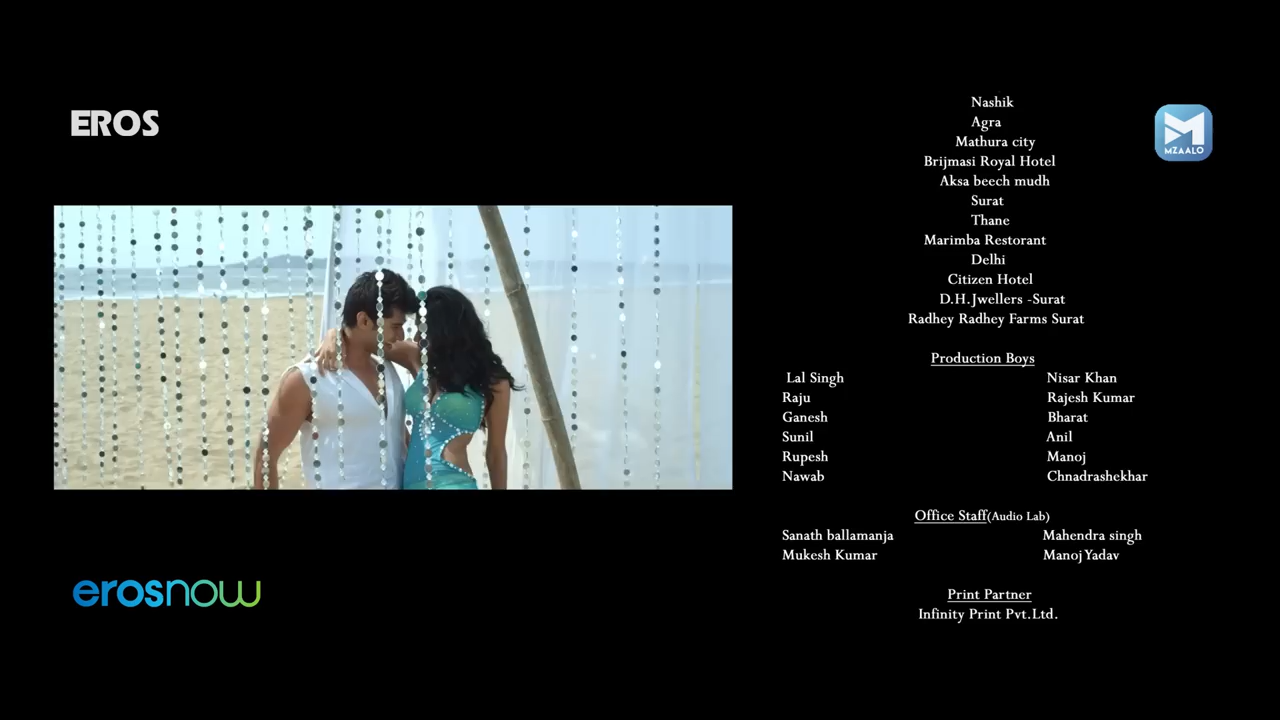 EROS
MZAALO
Nashik
Agra
Mathura city
Brijmasi Royal Hotel
Aksa beech mudh
Surat
Thane
Marimba Restorant
Delhi
Citizen Hotel
D.H.Jwellers -Surat
Radhey Radhey Farms Surat
Production Boys
Lal Singh Nisar Khan
Raju Rajesh Kumar
Ganesh Bharat
Sunil Anil
Rupesh Manoj
Nawab Chnadrashekhar
Office Staff(Audio Lab)
Sanath ballamanja Mahendra singh
Mukesh Kumar Manoj Yadav
Print Partner
Infinity Print Pvt.Ltd.
erosnow